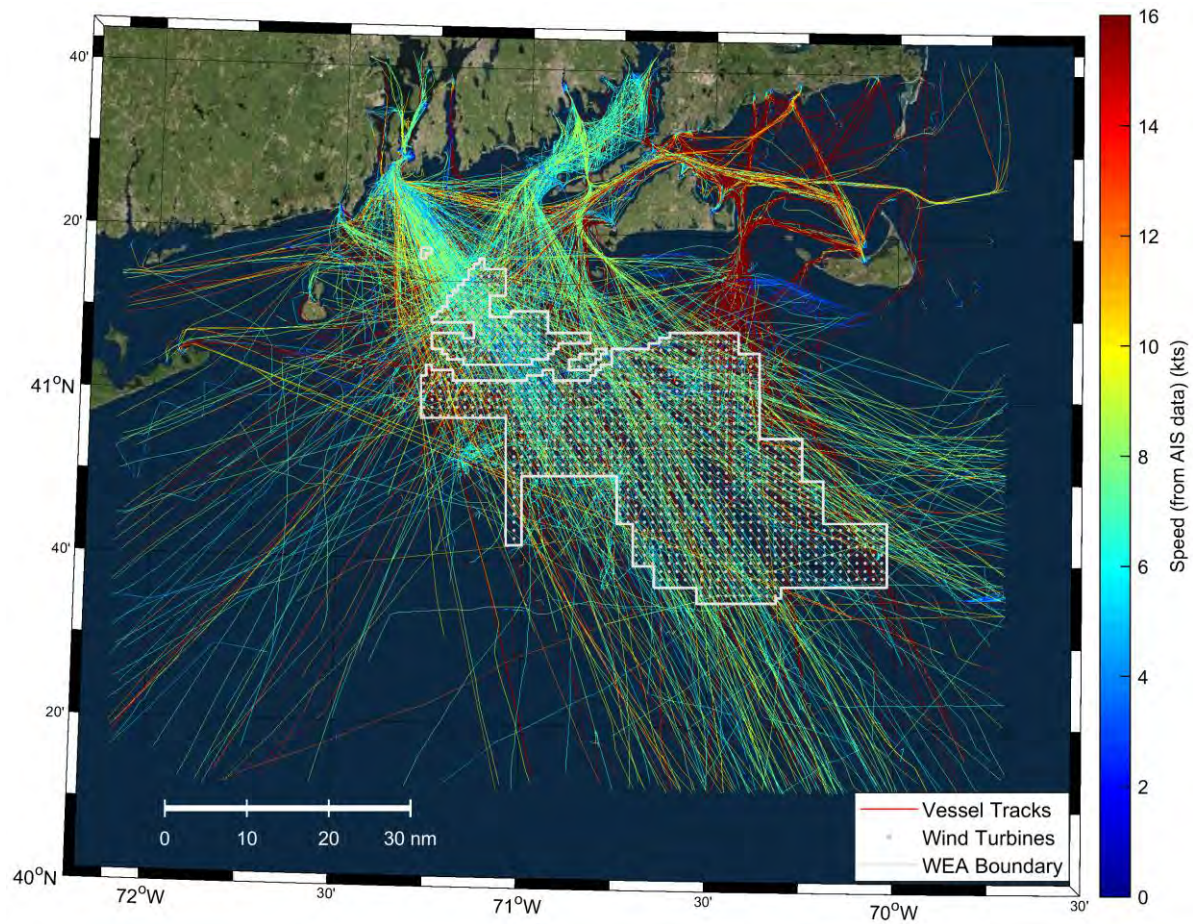 40'
20'
41°N
40'
20'
40°N
72°W
30'
71°W
30'
70°W
30'
0
10
20
30 nm
Vessel Tracks
Wind Turbines
WEA Boundary
16
14
12
10
8
6
4
2
0
Speed (from AIS data) (kts)